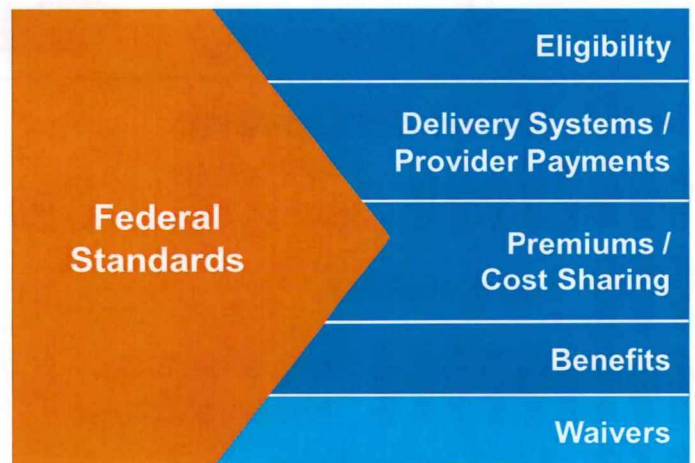 Federal
Standards
Eligibility
Delivery Systems /
Provider Payments
Premiums /
Cost Sharing
Benefits
Waivers